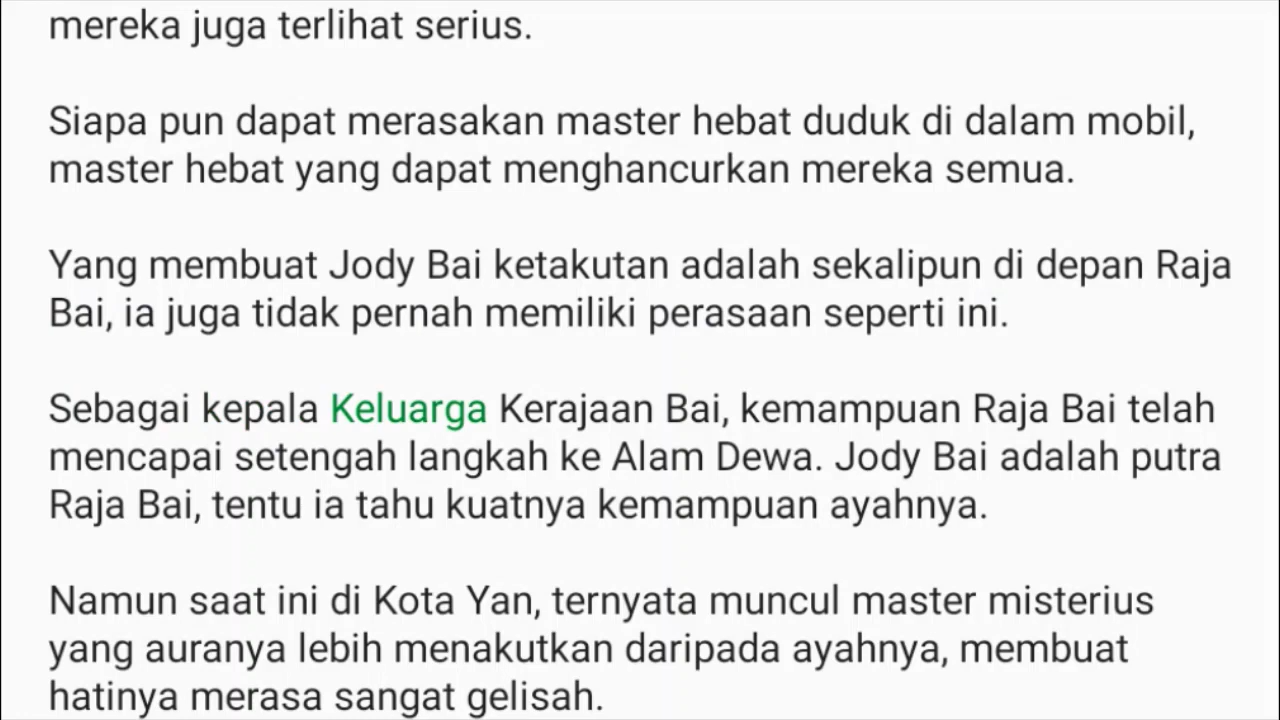 mereka juga terlihat serius.
Siapa pun dapat merasakan master hebat duduk di dalam mobil,
master hebat yang dapat menghancurkan mereka semua.
Yang membuat Jody Bai ketakutan adalah sekalipun di depan Raja
Bai, ia juga tidak pernah memiliki perasaan seperti ini.
Sebagai kepala Keluarga Kerajaan Bai, kemampuan Raja Bai telah
mencapai setengah langkah ke Alam Dewa. Jody Bai adalah putra
Raja Bai, tentu ia tahu kuatnya kemampuan ayahnya.
Namun saat ini di Kota Yan, ternyata muncul master misterius
yang auranya lebih menakutkan daripada ayahnya, membuat
hatinya merasa sangat gelisah.